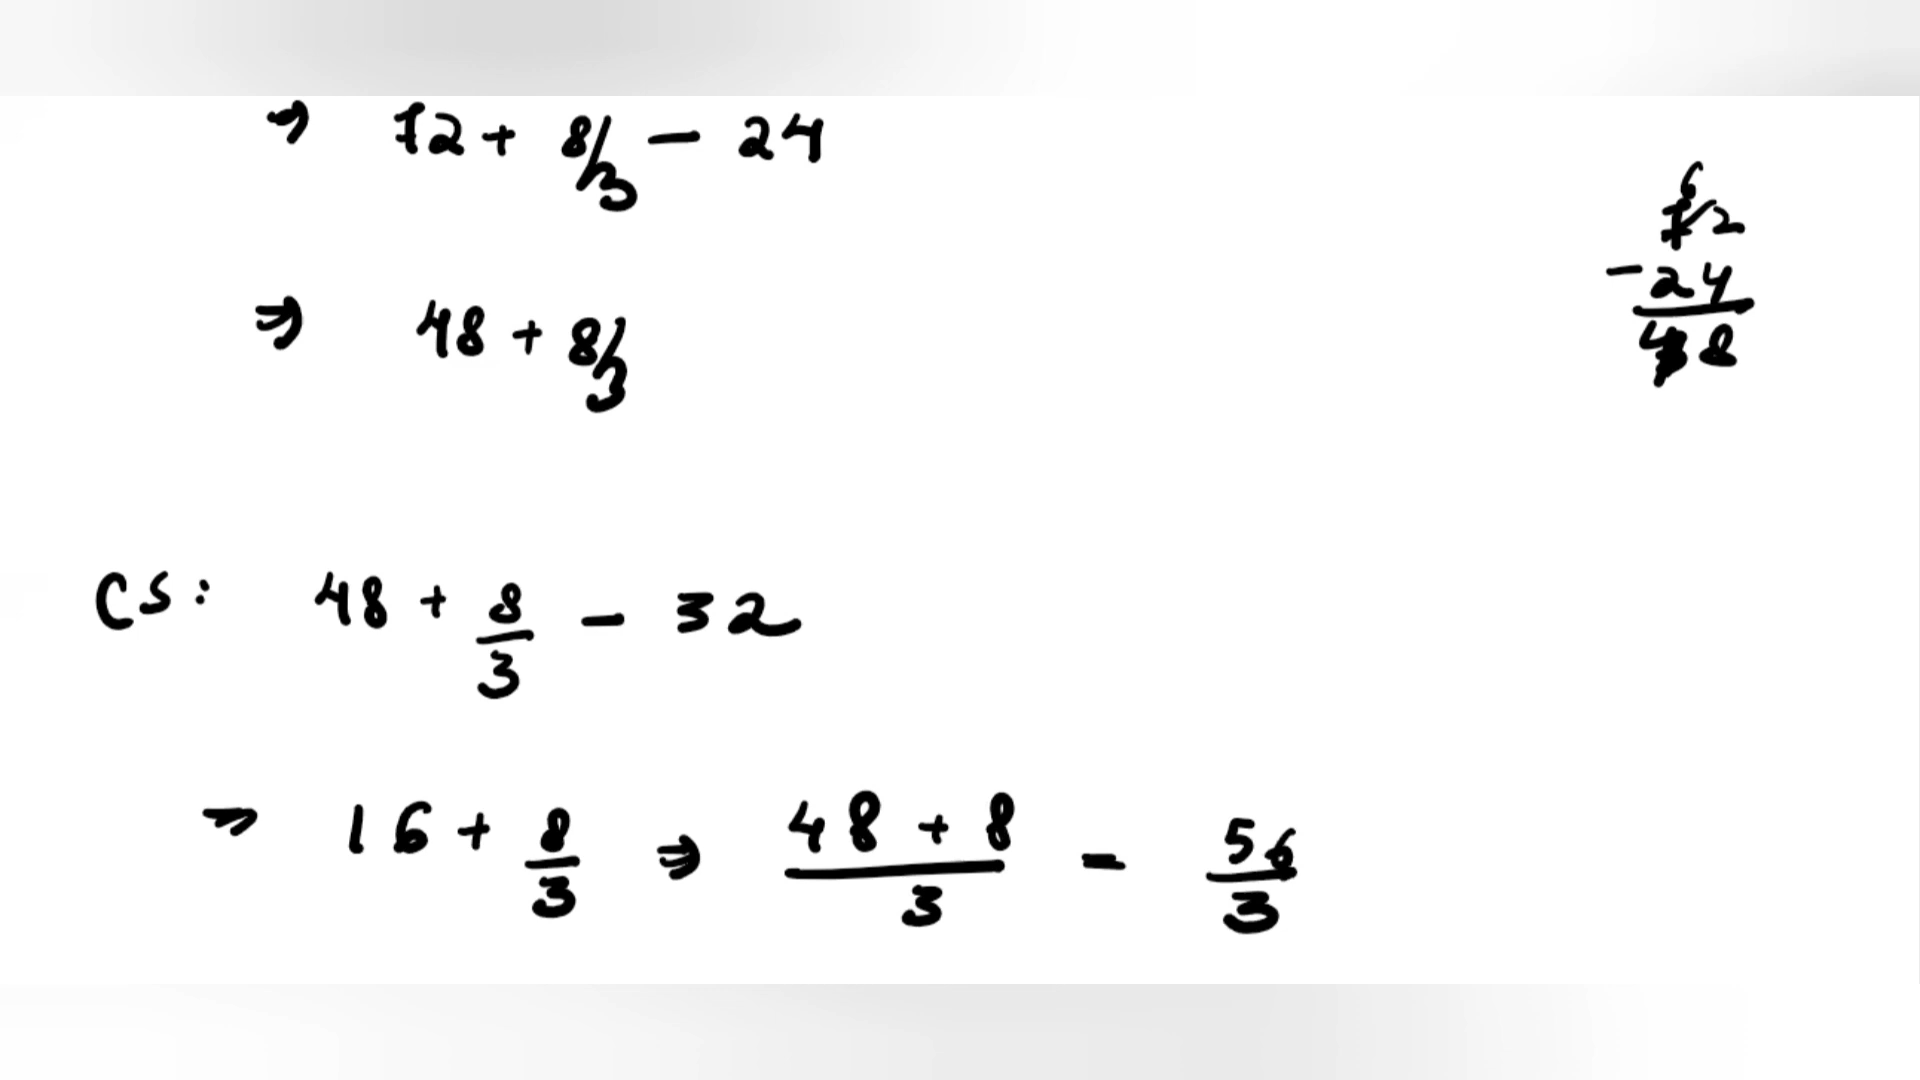 ⇒ 72 + 8/3 - 24
6
72
- 24
48
⇒ 48 + 8/3
CS: 48 + 8/3 - 32
⇒ 16 + 8/3 ⇒ (48 + 8)/3 = 56/3